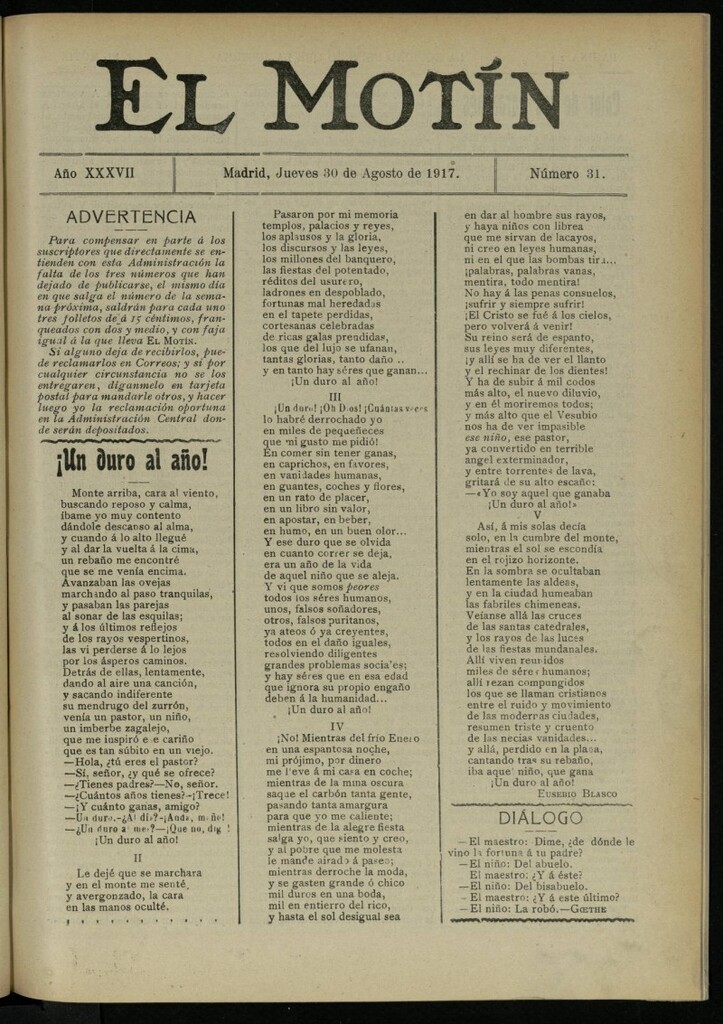 EL MOTÍN
Año XXXVII
Madrid, Jueves 30 de Agosto de 1917.
Número 31.
ADVERTENCIA
Para compensar en parte á los
suscriptores que directamente se en-
tienden con esta Administración la
falta de los tres números que han
dejado de publicarse, el mismo día
en que salga el número de la sema-
na próxima, saldrán para cada uno
tres folletos de á 15 céntimos, fran-
queados con dos y medio, y con faja
igual á la que lleva EL MOTÍN.
Si alguno deja de recibirlos, pue-
de reclamarlos en Correos; y si por
cualquier circunstancia no se los
entregaren, díganmelo en tarjeta
postal para mandarle otros, y hacer
luego yo la reclamación oportuna
en la Administración Central don-
de serán depositados.
¡Un duro al año!
Monte arriba, cara al viento,
buscando reposo y calma,
íbame yo muy contento
dándole descanso al alma,
y cuando á lo alto llegué
y al dar la vuelta á la cima,
un rebaño me encontré
que se me venía encima.
Avanzaban las ovejas
marchando al paso tranquilas,
y pasaban las parejas
al sonar de las esquilas;
y á los últimos reflejos
de los rayos vespertinos,
las vi perderse á lo lejos
por los ásperos caminos.
Detrás de ellas, lentamente,
dando al aire una canción,
y sacando indiferente
su mendrugo del zurrón,
venía un pastor, un niño,
un imberbe zagalejo,
que me inspiró ese cariño
que es tan súbito en un viejo.
—Hola, ¿tú eres el pastor?
—Sí, señor, ¿y qué se ofrece?
—¿Tienes padres?—No, señor.
—¿Cuántos años tienes?-¡Trece!
—¡Y cuánto ganas, amigo?
—Un duro.-¿Al día?-¡Anda,
—¿Un duro al mes?—¡Que no,
¡Un duro al año!
II
Le dejé que se marchara
y en el monte me senté,
y avergonzado, la cara
en las manos oculté.
. . . . . . . . . . .
Pasaron por mi memoria
templos, palacios y reyes,
los aplausos y la gloria,
los discursos y las leyes,
los millones del banquero,
las fiestas del potentado,
réditos del usurero,
ladrones en despoblado,
fortunas mal heredadas
en el tapete perdidas,
cortesanas celebradas
de ricas galas prendidas,
los que del lujo se ufanan,
tantas glorias, tanto daño...
y en tanto hay séres que ganan...
¡Un duro al año!
III
¡Un duro! ¡Oh Dios! ¡Cuántas veces
lo habré derrochado yo
en miles de pequeñeces
que mi gusto me pidió!
En comer sin tener ganas,
en caprichos, en favores,
en vanidades humanas,
en guantes, coches y flores,
en un rato de placer,
en un libro sin valor,
en apostar, en beber,
en humo, en un buen olor...
Y ese duro que se olvida
en cuanto correr se deja,
era un año de la vida
de aquel niño que se aleja.
Y vi que somos peores
todos los séres humanos,
unos, falsos soñadores,
otros, falsos puritanos,
ya ateos ó ya creyentes,
todos en el daño iguales,
resolviendo diligentes
grandes problemas sociales;
y hay séres que en esa edad
que ignora su propio engaño
deben á la humanidad...
¡Un duro al año!
IV
¡No! Mientras del frío Enero
en una espantosa noche,
mi prójimo, por dinero
me lleve á mi casa en coche;
mientras de la mina oscura
saque el carbón tanta gente,
pasando tanta amargura
para que yo me caliente;
mientras de la alegre fiesta
salga yo, que siento y creo,
y al pobre que me molesta
le mande airado á paseo;
mientras derroche la moda,
y se gasten grande ó chico
mil duros en una boda,
mil en entierro del rico,
y hasta el sol desigual sea
en dar al hombre sus rayos,
y haya niños con librea
que me sirvan de lacayos,
ni creo en leyes humanas,
ni en el que las bombas tira...
¡palabras, palabras vanas,
mentira, todo mentira!
No hay á las penas consuelos,
¡sufrir y siempre sufrir!
¡El Cristo se fué á los cielos,
pero volverá á venir!
Su reino será de espanto,
sus leyes muy diferentes,
¡y allí se ha de ver el llanto
y el rechinar de los dientes!
Y ha de subir á mil codos
más alto, el nuevo diluvio,
y en él moriremos todos;
y más alto que el Vesubio
nos ha de ver impasible
ese niño, ese pastor,
ya convertido en terrible
angel exterminador,
y entre torrentes de lava,
gritará de su alto escaño:
—«Yo soy aquel que ganaba
¡Un duro al año!»
V
Así, á mis solas decía
solo, en la cumbre del monte,
mientras el sol se escondía
en el rojizo horizonte.
En la sombra se ocultaban
lentamente las aldeas,
y en la ciudad humeaban
las fabriles chimeneas.
Veíanse allá las cruces
de las santas catedrales,
y los rayos de las luces
de las fiestas mundanales.
Allí viven reunidos
miles de séres humanos;
allí rezan compungidos
los que se llaman cristianos
entre el ruido y movimiento
de las modernas ciudades,
resumen triste y cruento
de las necias vanidades...
y allá, perdido en la plana,
cantando tras su rebaño,
iba aquel niño, que gana
¡Un duro al año!
EUSEBIO BLASCO
DIÁLOGO
—El maestro: Dime, ¿de dónde le
vino la fortuna á tu padre?
—El niño: Del abuelo.
El maestro: ¿Y á éste?
—El niño: Del bisabuelo.
—El maestro: ¿Y á este último?
—El niño: La robó.—GŒTHE